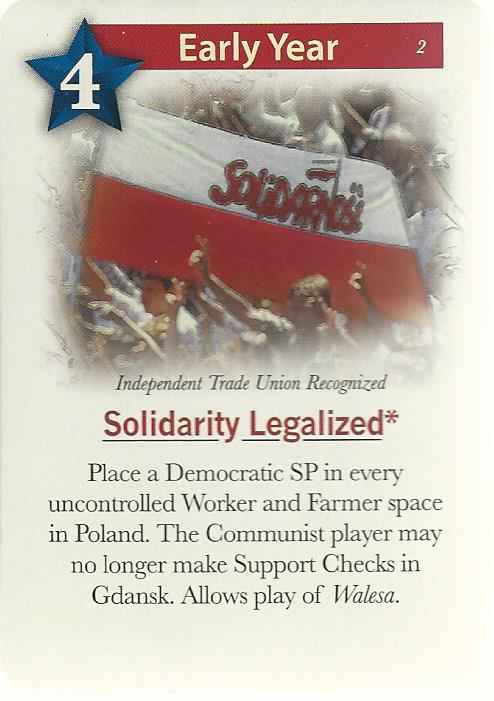 4
Early Year
2
SOLIDARNOŚĆ
Independent Trade Union Recognized
Solidarity Legalized*
Place a Democratic SP in every
uncontrolled Worker and Farmer space
in Poland. The Communist player may
no longer make Support Checks in
Gdansk. Allows play of Walesa.